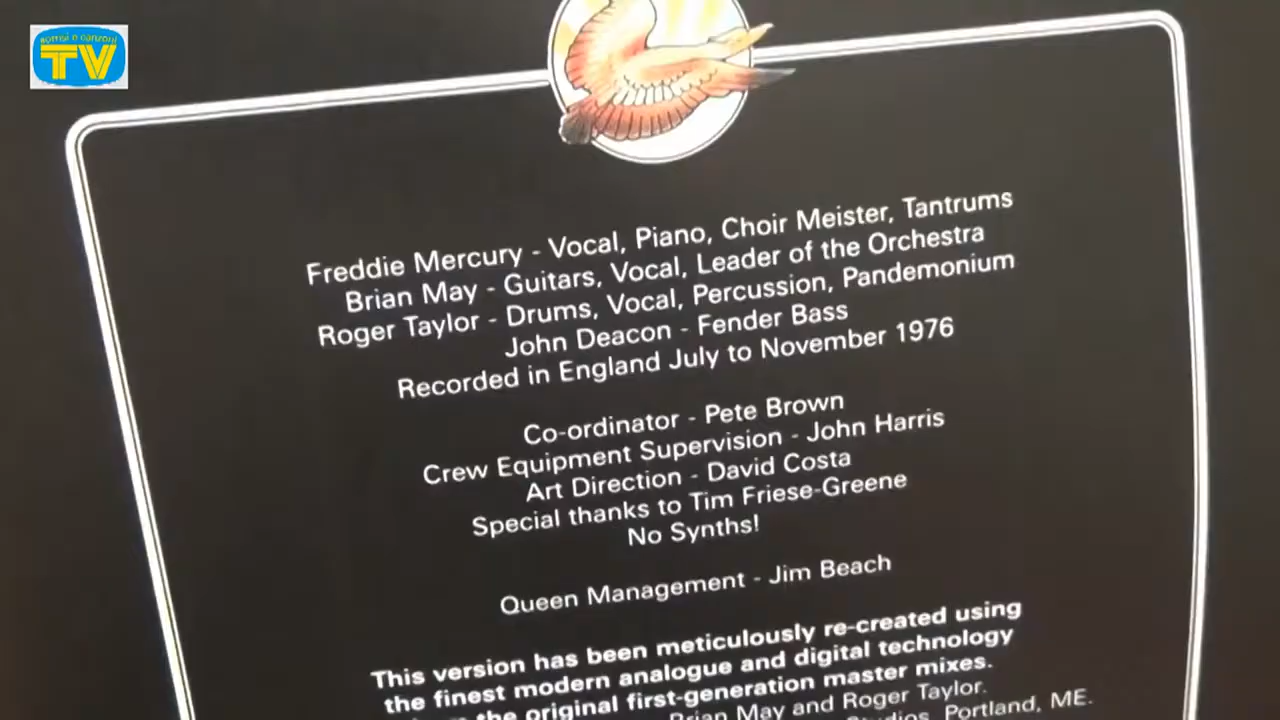 sorrisi e canzoni
TV
Freddie Mercury - Vocal, Piano, Choir Meister, Tantrums
Brian May - Guitars, Vocal, Leader of the Orchestra
Roger Taylor - Drums, Vocal, Percussion, Pandemonium
John Deacon - Fender Bass
Recorded in England July to November 1976
Co-ordinator - Pete Brown
Crew Equipment Supervision - John Harris
Art Direction - David Costa
Special thanks to Tim Friese-Greene
No Synths!
Queen Management - Jim Beach
This version has been meticulously re-created using
the finest modern analogue and digital technology
the original first-generation master mixes.
Brian May and Roger Taylor.
Studios, Portland, ME.